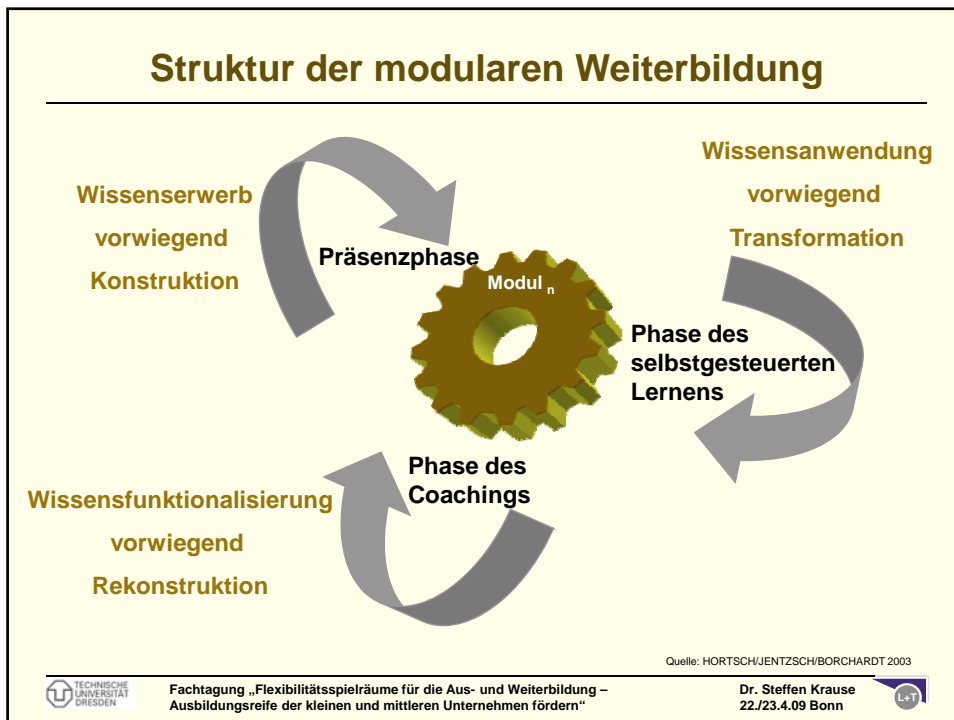 Struktur der modularen Weiterbildung
Wissenserwerb
vorwiegend
Konstruktion
Präsenzphase
Modul n
Wissensanwendung
vorwiegend
Transformation
Phase des
selbstgesteuerten
Lernens
Phase des
Coachings
Wissensfunktionalisierung
vorwiegend
Rekonstruktion
Quelle: HORTSCH/JENTZSCH/BORCHARDT 2003
TECHNISCHE
UNIVERSITÄT
DRESDEN
Fachtagung „Flexibilitätsspielräume für die Aus- und Weiterbildung –
Ausbildungsreife der kleinen und mittleren Unternehmen fördern“
Dr. Steffen Krause
22./23.4.09 Bonn
L+T